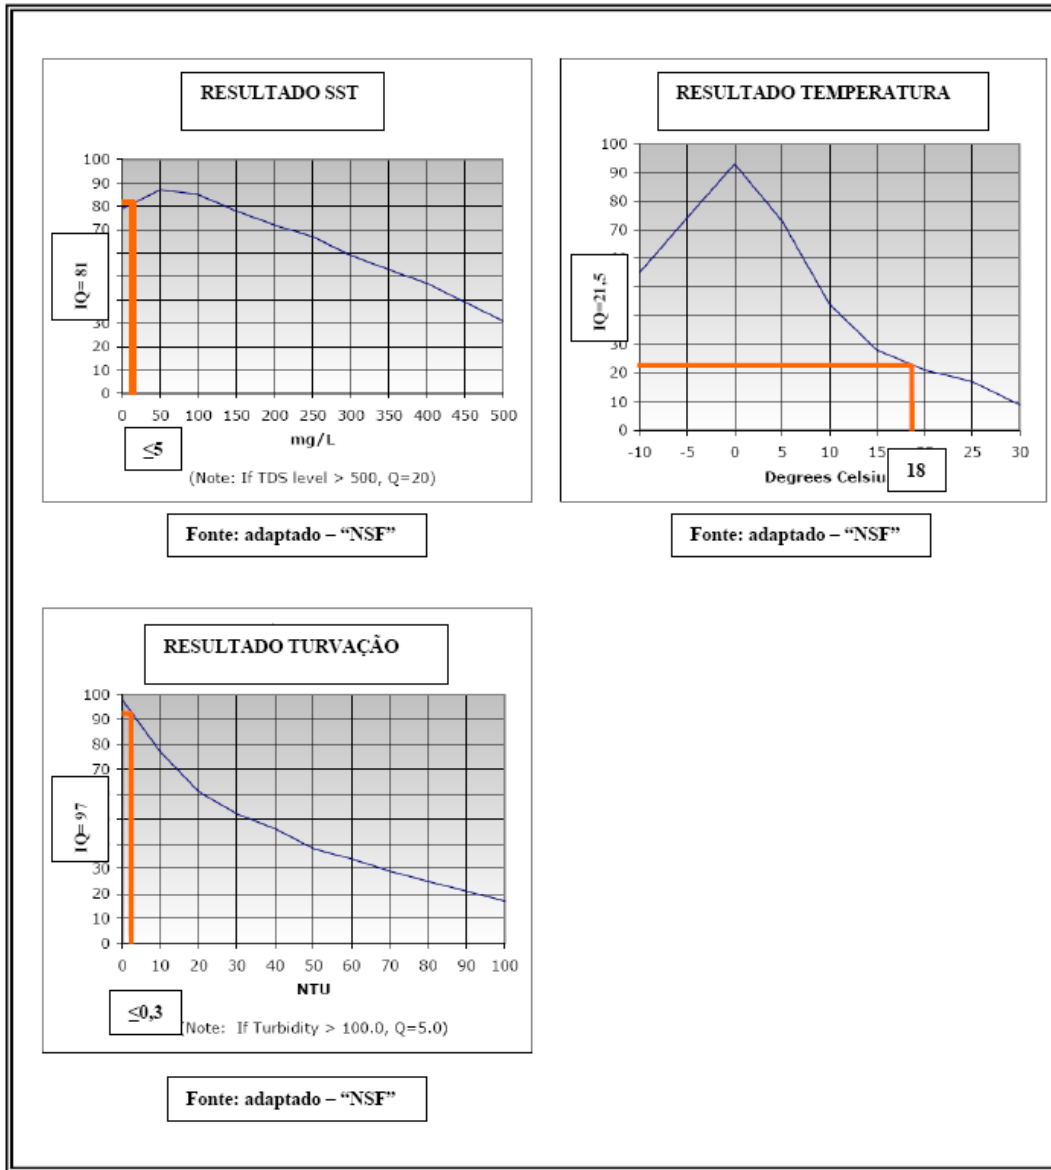 RESULTADO SST
100
90
80
70
30
20
10
0
IQ= 81
0 50 100 150 200 250 300 350 400 450 500
mg/L
≤5
(Note: If TDS level > 500, Q=20)
Fonte: adaptado – “NSF”
RESULTADO TEMPERATURA
100
90
80
70
30
20
10
0
IQ=21,5
-10 -5 0 5 10 15 25 30
Degrees Celsiu
18
Fonte: adaptado – “NSF”
RESULTADO TURVAÇÃO
100
90
80
70
30
20
10
0
IQ= 97
0 10 20 30 40 50 60 70 80 90 100
NTU
≤0,3
(Note: If Turbidity > 100.0, Q=5.0)
Fonte: adaptado – “NSF”